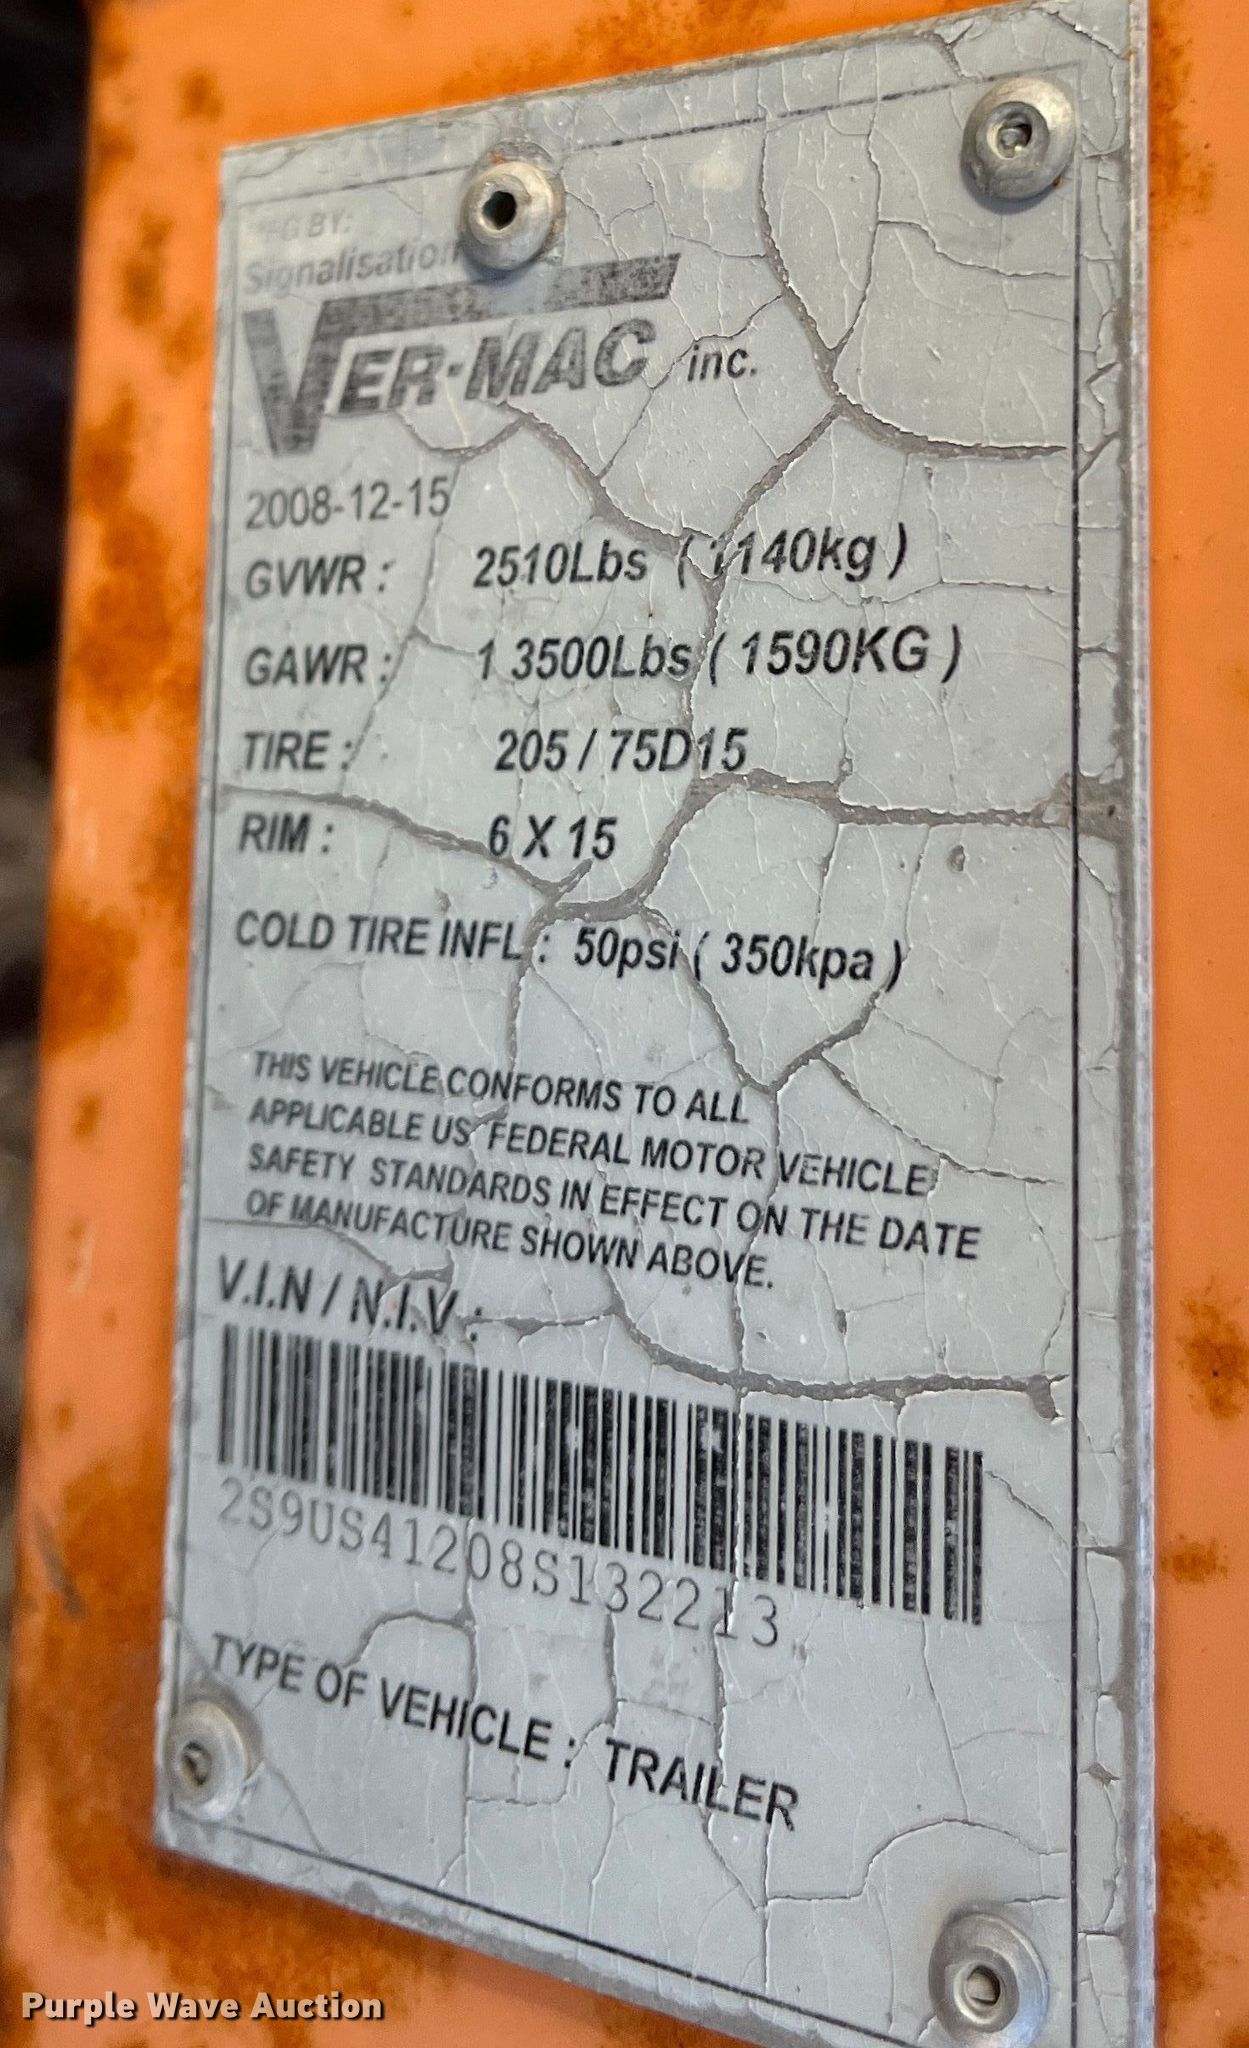 MFG BY:
Signalisation
VER-MAC inc.
2008-12-15
GVWR : 2510Lbs ( 1140kg )
GAWR : 1 3500Lbs ( 1590KG )
TIRE : 205 / 75D15
RIM : 6 X 15
COLD TIRE INFL : 50psi ( 350kpa )
THIS VEHICLE CONFORMS TO ALL
APPLICABLE US FEDERAL MOTOR VEHICLE
SAFETY STANDARDS IN EFFECT ON THE DATE
OF MANUFACTURE SHOWN ABOVE.
V.I.N / N.I.V :
2S9US41208S132213
TYPE OF VEHICLE : TRAILER
Purple Wave Auction